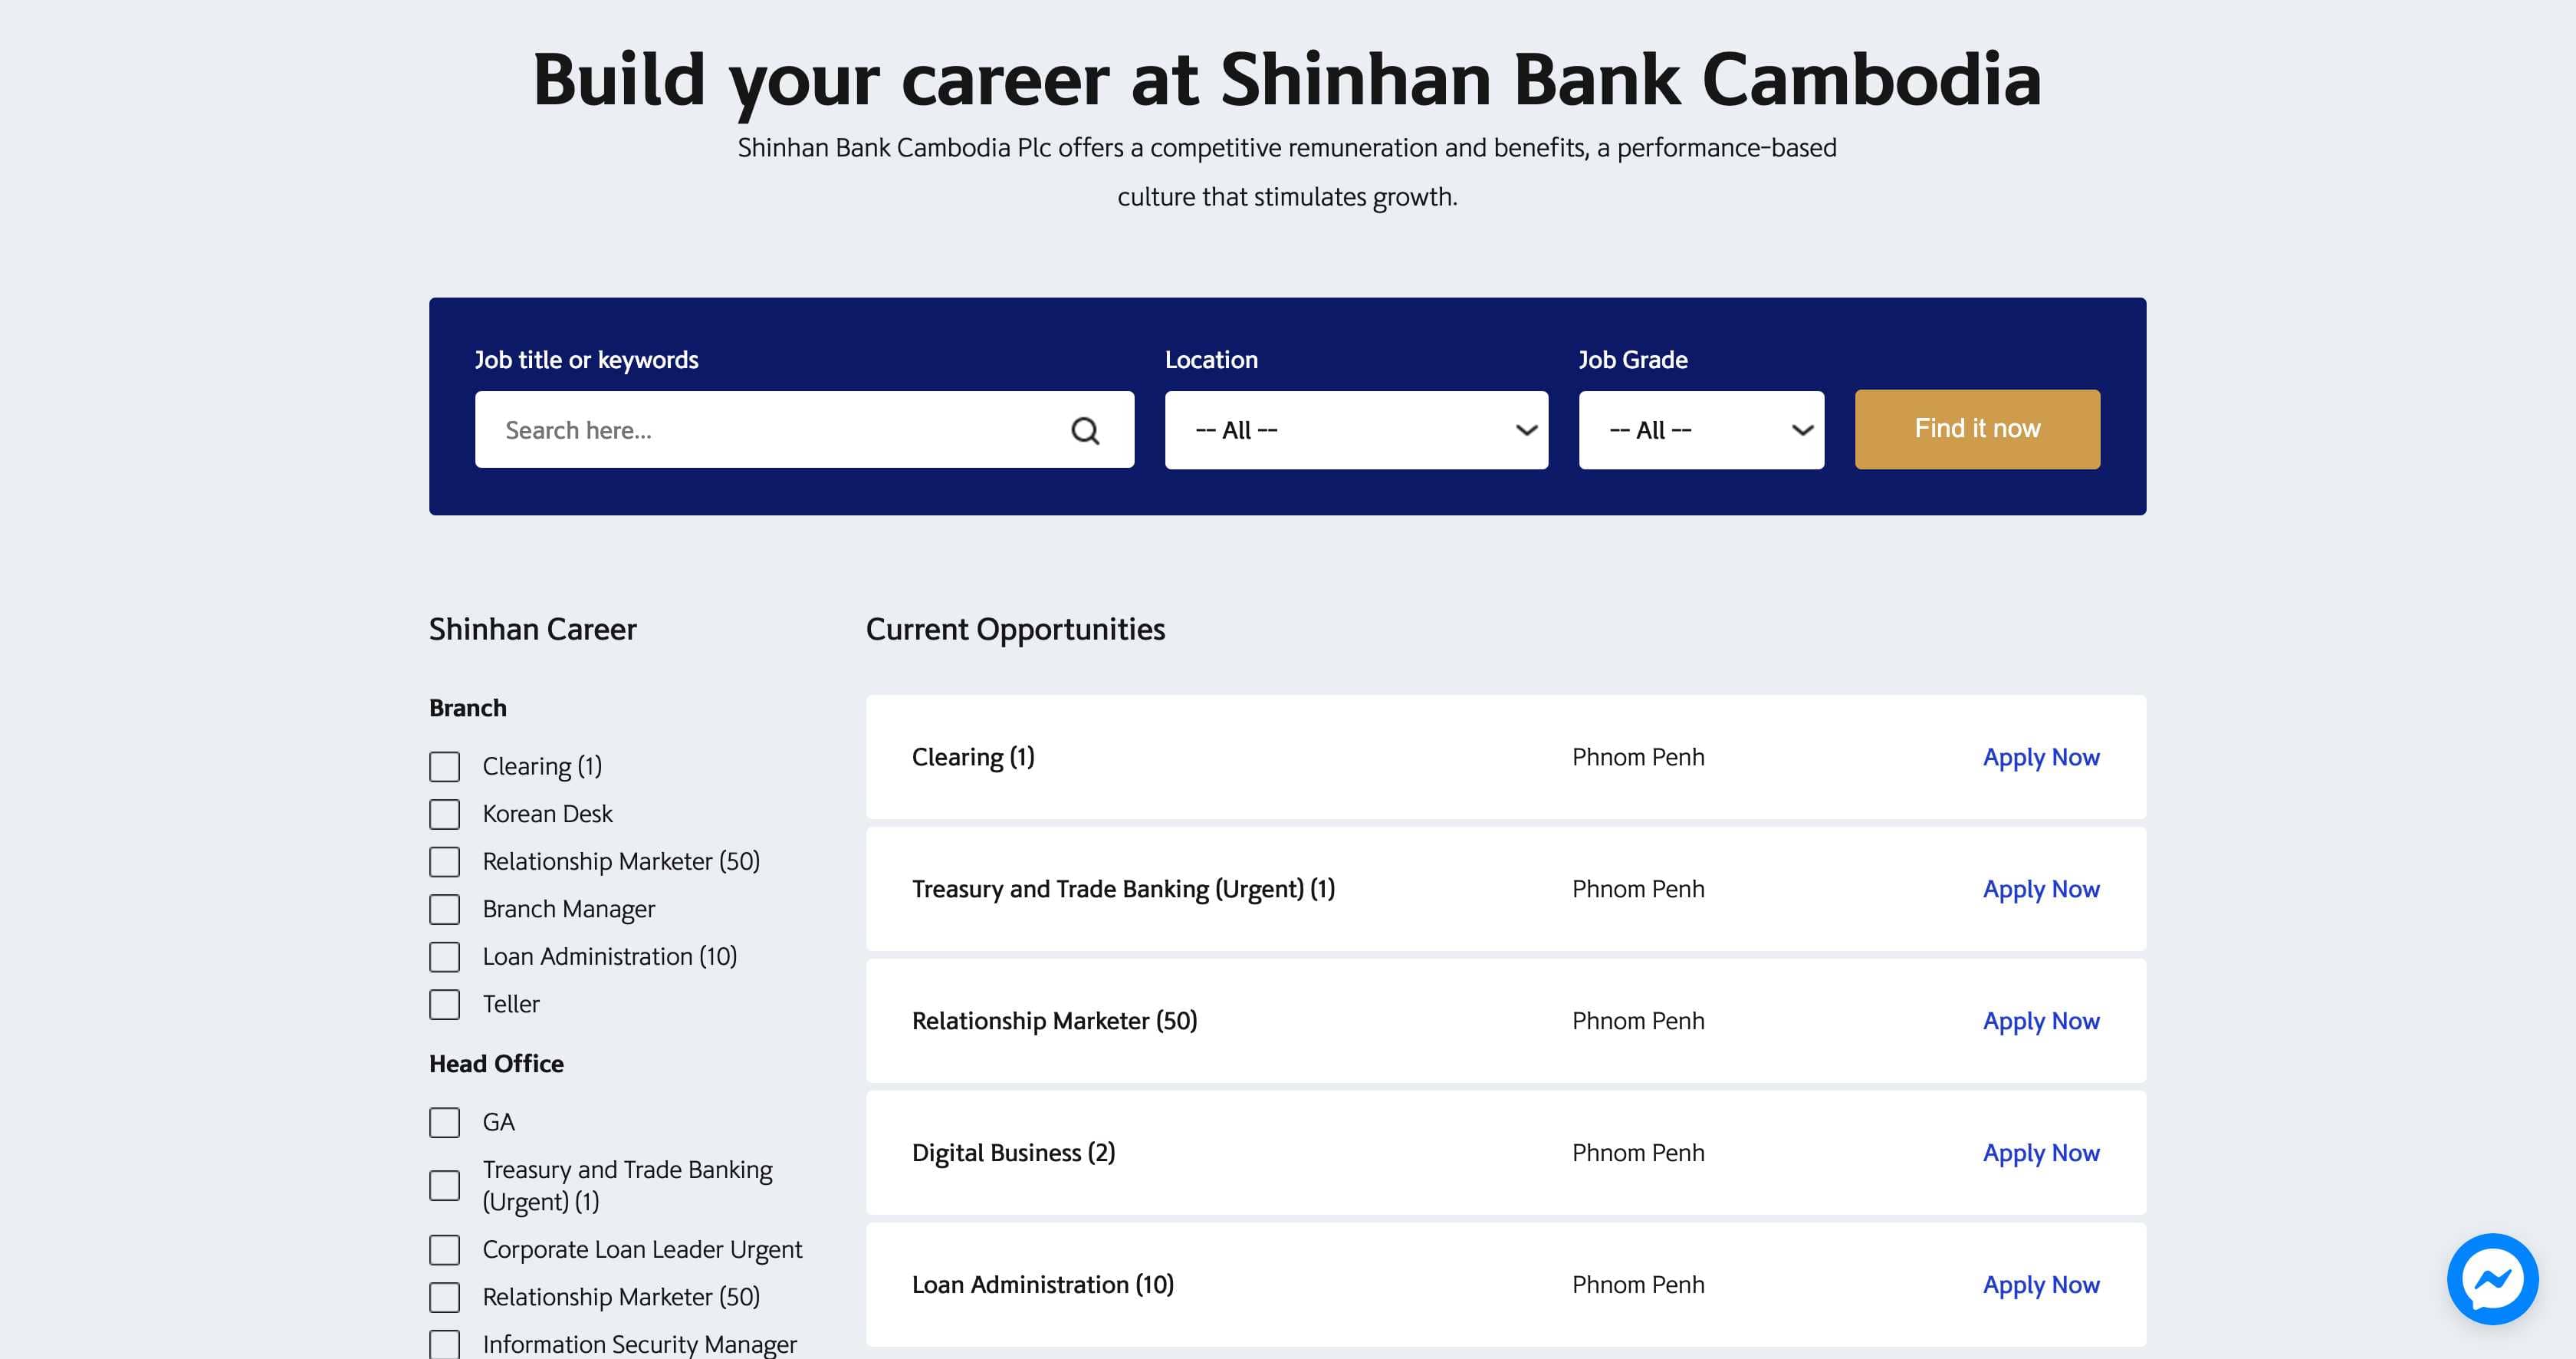 Build your career at Shinhan Bank Cambodia
Shinhan Bank Cambodia Plc offers a competitive remuneration and benefits, a performance-based
culture that stimulates growth.
Job title or keywords
Search here...
Location
-- All --
Job Grade
-- All --
Find it now
Shinhan Career
Branch
Clearing (1)
Korean Desk
Relationship Marketer (50)
Branch Manager
Loan Administration (10)
Teller
Head Office
GA
Treasury and Trade Banking
(Urgent) (1)
Corporate Loan Leader Urgent
Relationship Marketer (50)
Information Security Manager
Current Opportunities
Clearing (1) Phnom Penh Apply Now
Treasury and Trade Banking (Urgent) (1) Phnom Penh Apply Now
Relationship Marketer (50) Phnom Penh Apply Now
Digital Business (2) Phnom Penh Apply Now
Loan Administration (10) Phnom Penh Apply Now